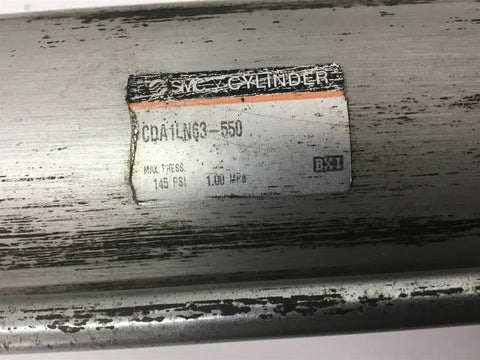 SMC CYLINDER
CDA1LN63-550
MAX. PRESS.
145 PSI 1.00 MPa
BXI